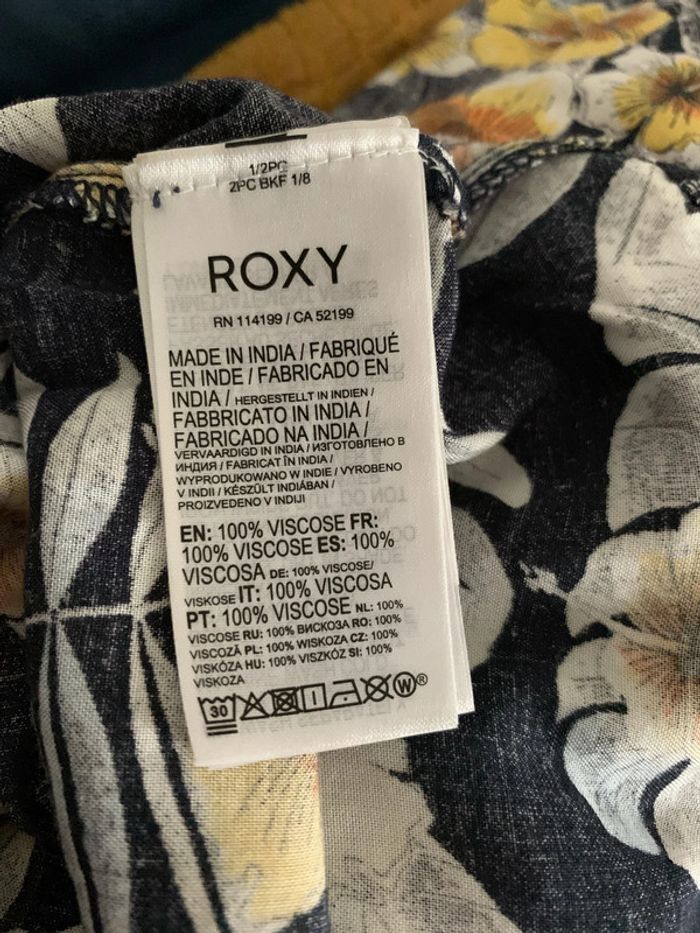 1/2PC
2PC BKF 1/8
ROXY
RN 114199 / CA 52199
MADE IN INDIA / FABRIQUÉ
EN INDE / FABRICADO EN
INDIA / HERGESTELLT IN INDIEN /
FABBRICATO IN INDIA /
FABRICADO NA INDIA /
VERVAARDIGD IN INDIA / ИЗГОТОВЛЕНО В
ИНДИЯ / FABRICAT ÎN INDIA /
WYPRODUKOWANO W INDIE / VYROBENO
V INDII / KÉSZÜLT INDIÁBAN /
PROIZVEDENO V INDIJI
EN: 100% VISCOSE FR:
100% VISCOSE ES: 100%
VISCOSA DE: 100% VISCOSE/
VISKOSE IT: 100% VISCOSA
PT: 100% VISCOSE NL: 100%
VISCOSE RU: 100% ВИСКОЗА RO: 100%
VISCOZĂ PL: 100% WISKOZA CZ: 100%
VISKÓZA HU: 100% VISZKÓZ SI: 100%
VISKOZA
30 W®